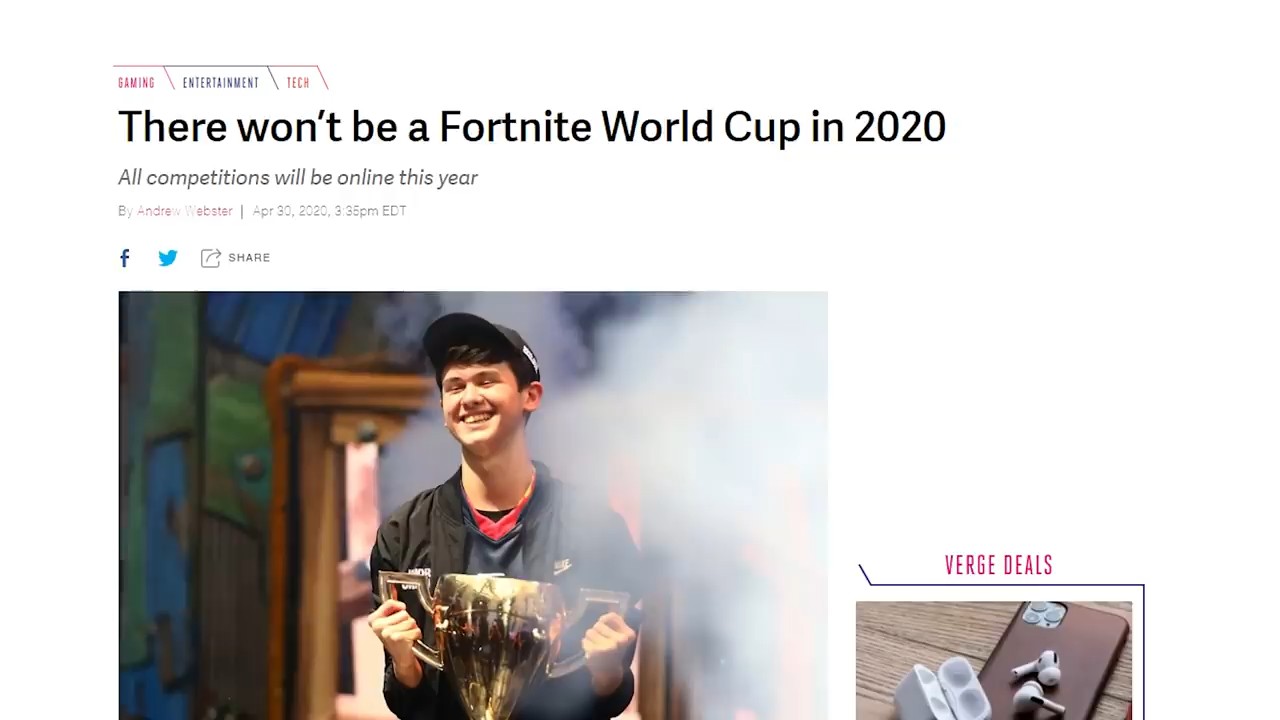 GAMING ENTERTAINMENT TECH
There won't be a Fortnite World Cup in 2020
All competitions will be online this year
By Andrew Webster | Apr 30, 2020, 3:35pm EDT
SHARE
VERGE DEALS